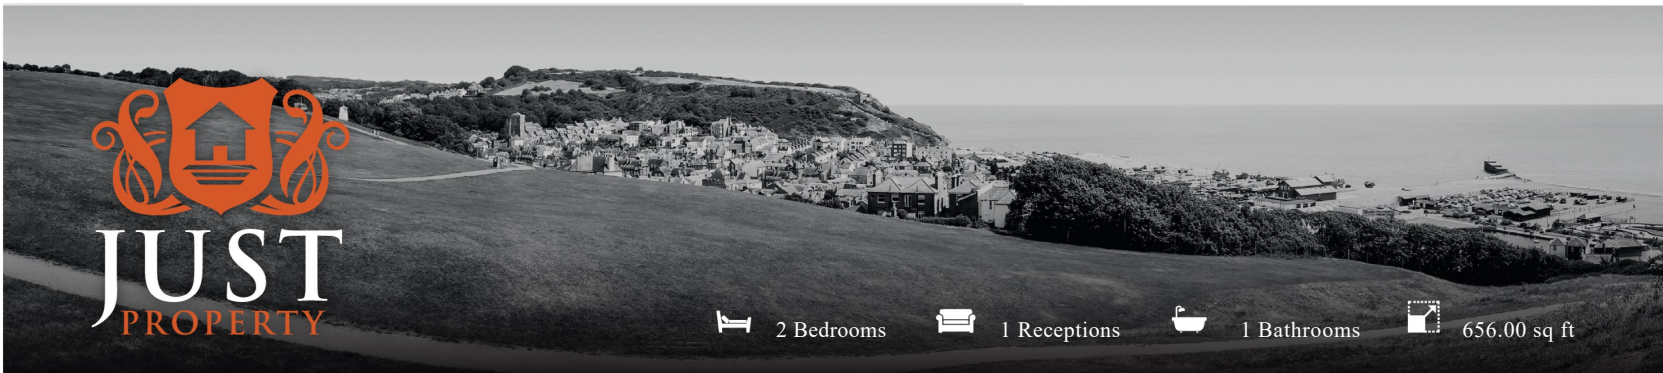 JUST
PROPERTY
2 Bedrooms
1 Receptions
1 Bathrooms
656.00 sq ft